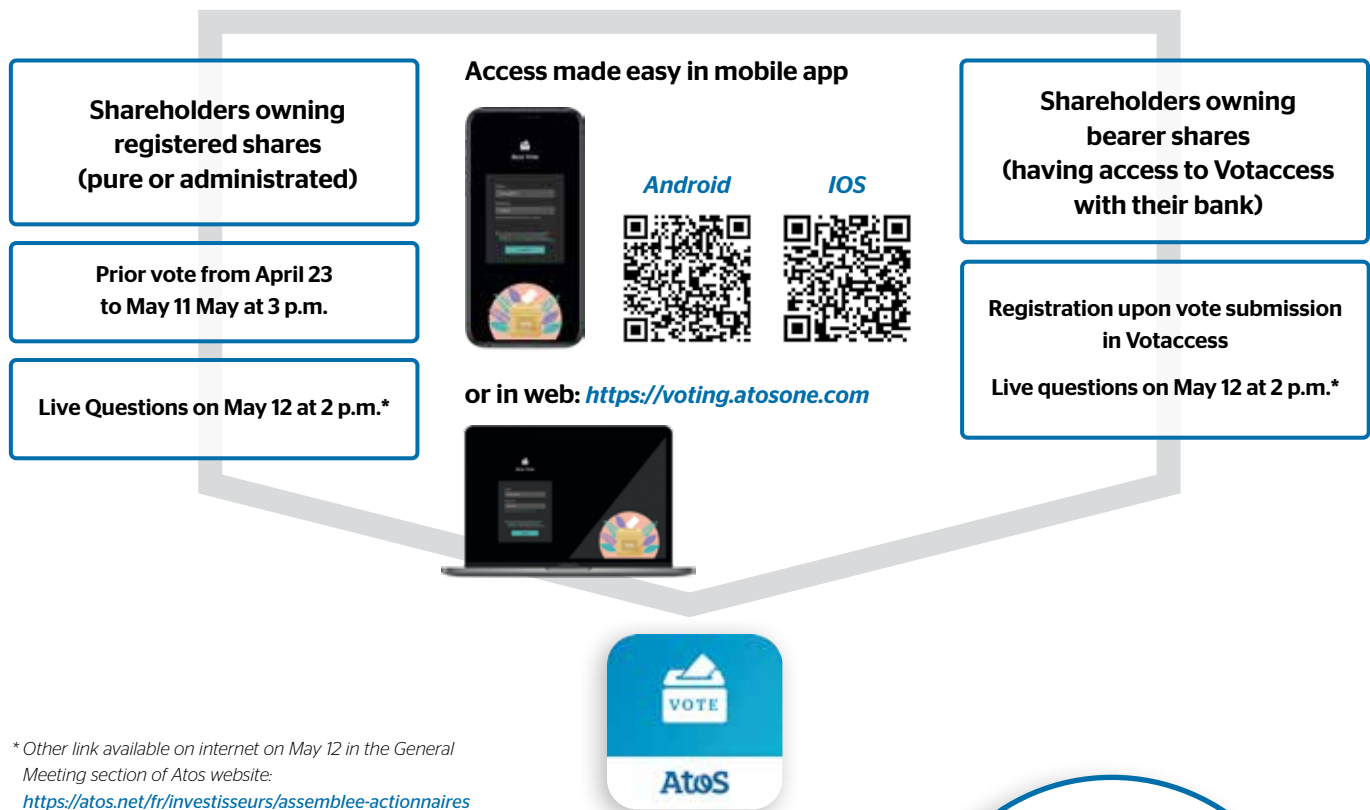 Shareholders owning
registered shares
(pure or administrated)
Prior vote from April 23
to May 11 May at 3 p.m.
Live Questions on May 12 at 2 p.m.*
Access made easy in mobile app
Android
IOS
or in web: https://voting.atosone.com
Shareholders owning
bearer shares
(having access to Votaccess
with their bank)
Registration upon vote submission
in Votaccess
Live questions on May 12 at 2 p.m.*
VOTE
Atos
* Other link available on internet on May 12 in the General
Meeting section of Atos website:
https://atos.net/fr/investisseurs/assemblee-actionnaires